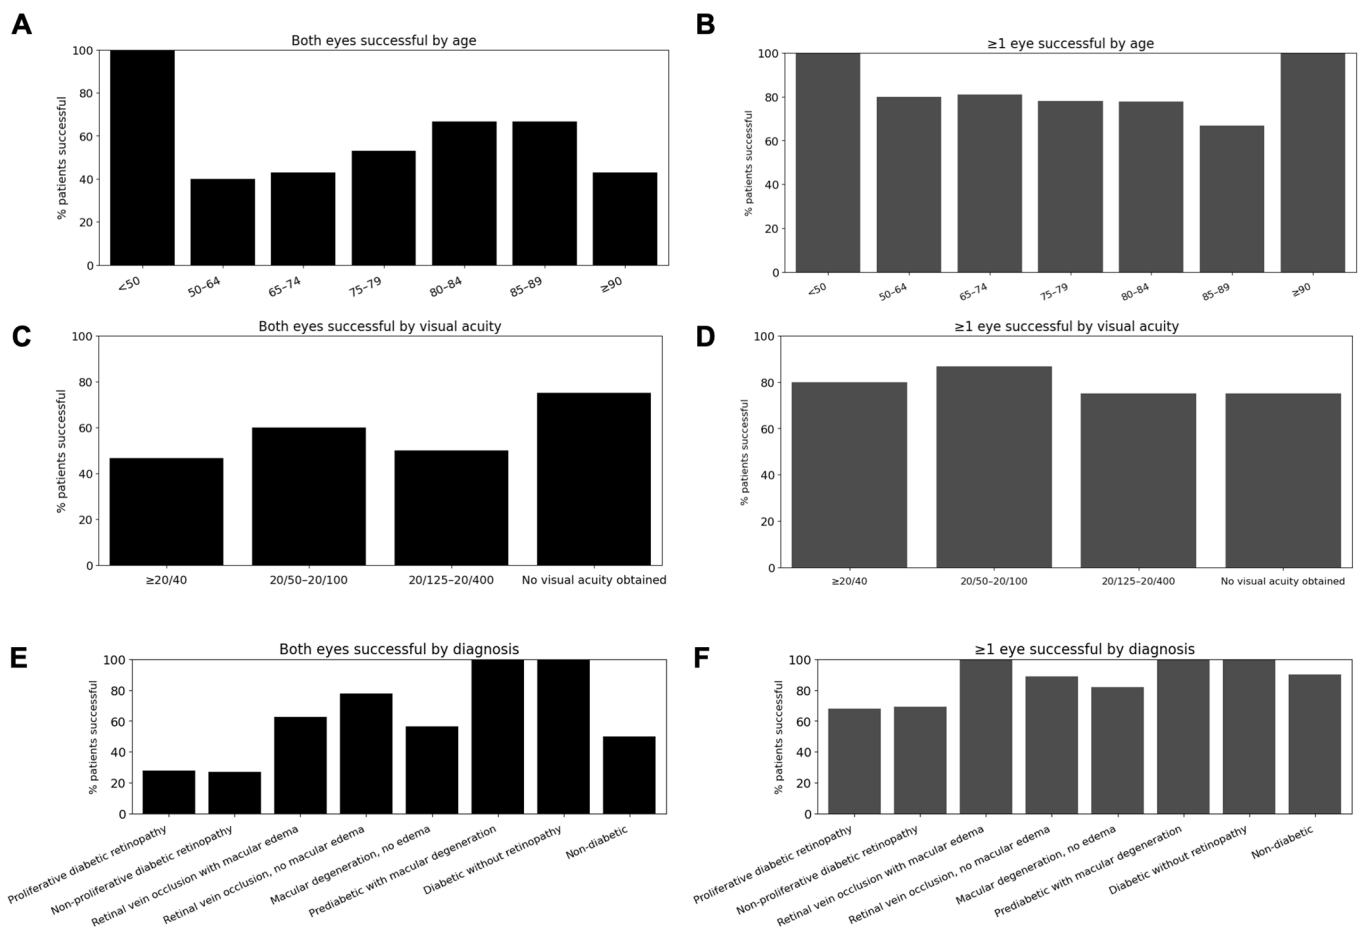 A
Both eyes successful by age
% patients successful
100
80
60
40
20
0
<50
50–64
65–74
75–79
80–84
85–89
≥90
B
≥1 eye successful by age
% patients successful
100
80
60
40
20
0
<50
50–64
65–74
75–79
80–84
85–89
≥90
C
Both eyes successful by visual acuity
% patients successful
100
80
60
40
20
0
≥20/40
20/50–20/100
20/125–20/400
No visual acuity obtained
D
≥1 eye successful by visual acuity
% patients successful
100
80
60
40
20
0
≥20/40
20/50–20/100
20/125–20/400
No visual acuity obtained
E
Both eyes successful by diagnosis
% patients successful
100
80
60
40
20
0
Proliferative diabetic retinopathy
Non-proliferative diabetic retinopathy
Retinal vein occlusion with macular edema
Retinal vein occlusion, no macular edema
Macular degeneration, no edema
Prediabetic with macular degeneration
Diabetic without retinopathy
Non-diabetic
F
≥1 eye successful by diagnosis
% patients successful
100
80
60
40
20
0
Proliferative diabetic retinopathy
Non-proliferative diabetic retinopathy
Retinal vein occlusion with macular edema
Retinal vein occlusion, no macular edema
Macular degeneration, no edema
Prediabetic with macular degeneration
Diabetic without retinopathy
Non-diabetic